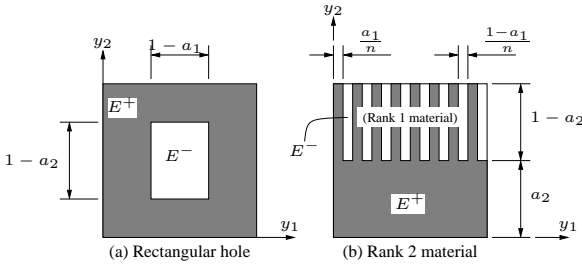 y₂
1 − a₁
E⁺
1 − a₂
E⁻
y₁
(a) Rectangular hole
y₂
a₁/n
1−a₁/n
(Rank 1 material)
E⁻
1 − a₂
E⁺
a₂
y₁
(b) Rank 2 material